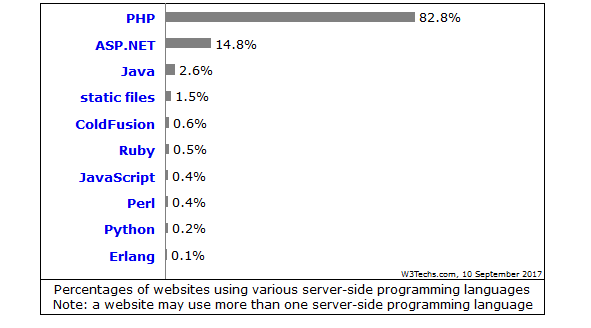 PHP 82.8%
ASP.NET 14.8%
Java 2.6%
static files 1.5%
ColdFusion 0.6%
Ruby 0.5%
JavaScript 0.4%
Perl 0.4%
Python 0.2%
Erlang 0.1%
W3Techs.com, 10 September 2017
Percentages of websites using various server-side programming languages
Note: a website may use more than one server-side programming language